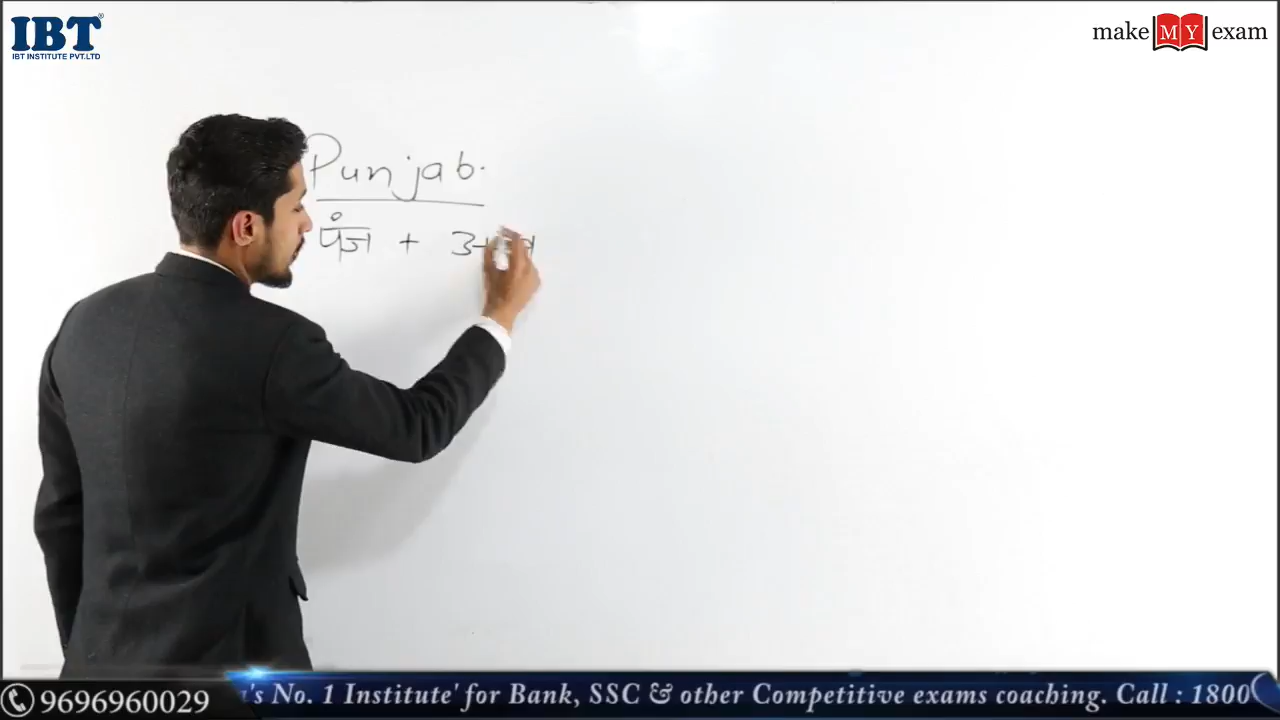 IBT®
IBT INSTITUTE PVT.LTD
make MY exam
Punjab.
पंज +
9696960029
's No. 1 Institute' for Bank, SSC & other Competitive exams coaching. Call : 1800